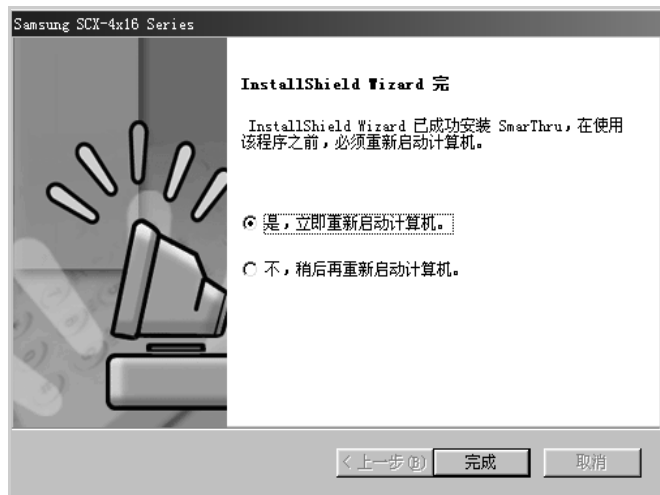 Samsung SCX-4x16 Series
InstallShield Wizard 完
InstallShield Wizard 已成功安装 SmarThru，在使用
该程序之前，必须重新启动计算机。
是，立即重新启动计算机。
不，稍后再重新启动计算机。
< 上一步(B)
完成
取消